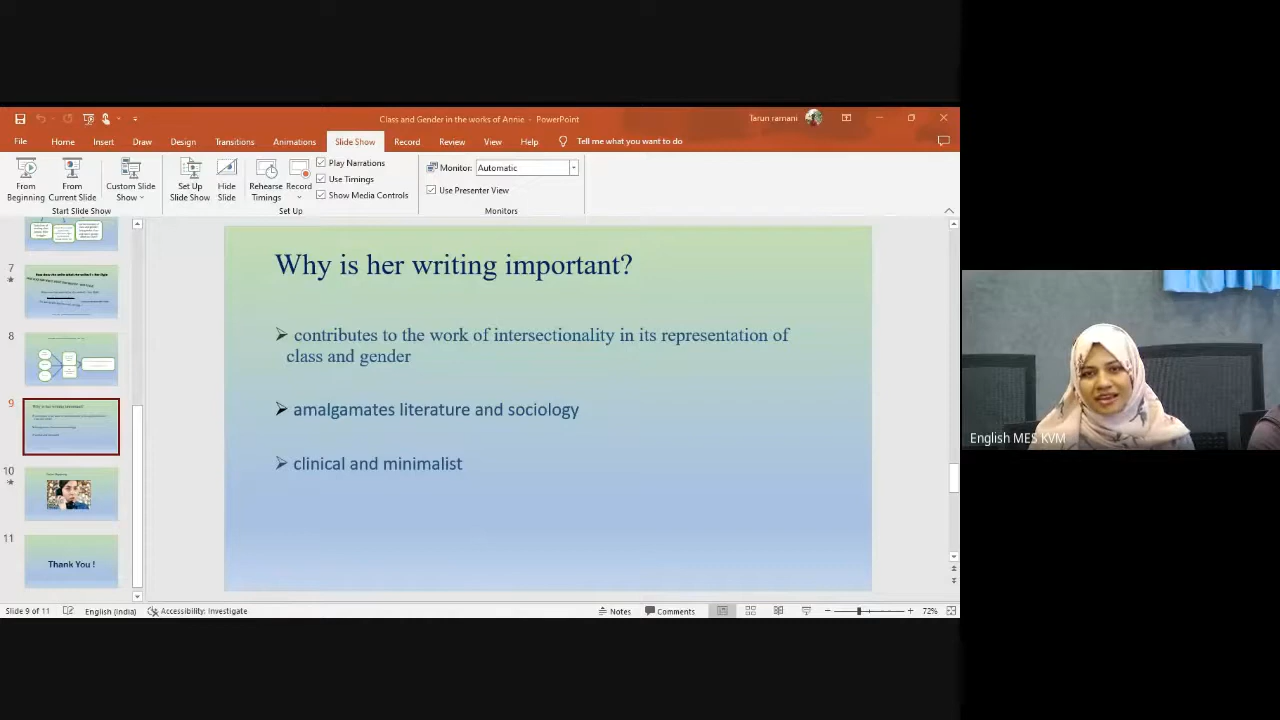 Class and Gender in the works of Annie - PowerPoint
Tarun ramani
File Home Insert Draw Design Transitions Animations Slide Show Record Review View Help Tell me what you want to do
From Beginning
From Current Slide
Custom Slide Show
Set Up Slide Show
Hide Slide
Rehearse Timings
Record
Play Narrations
Use Timings
Show Media Controls
Monitor: Automatic
Use Presenter View
Start Slide Show
Set Up
Monitors
7
8
9
10
11
Thank You !
Why is her writing important?
➢ contributes to the work of intersectionality in its representation of
class and gender
➢ amalgamates literature and sociology
➢ clinical and minimalist
English MES KVM
Slide 9 of 11 English (India) Accessibility: Investigate Notes Comments 72%